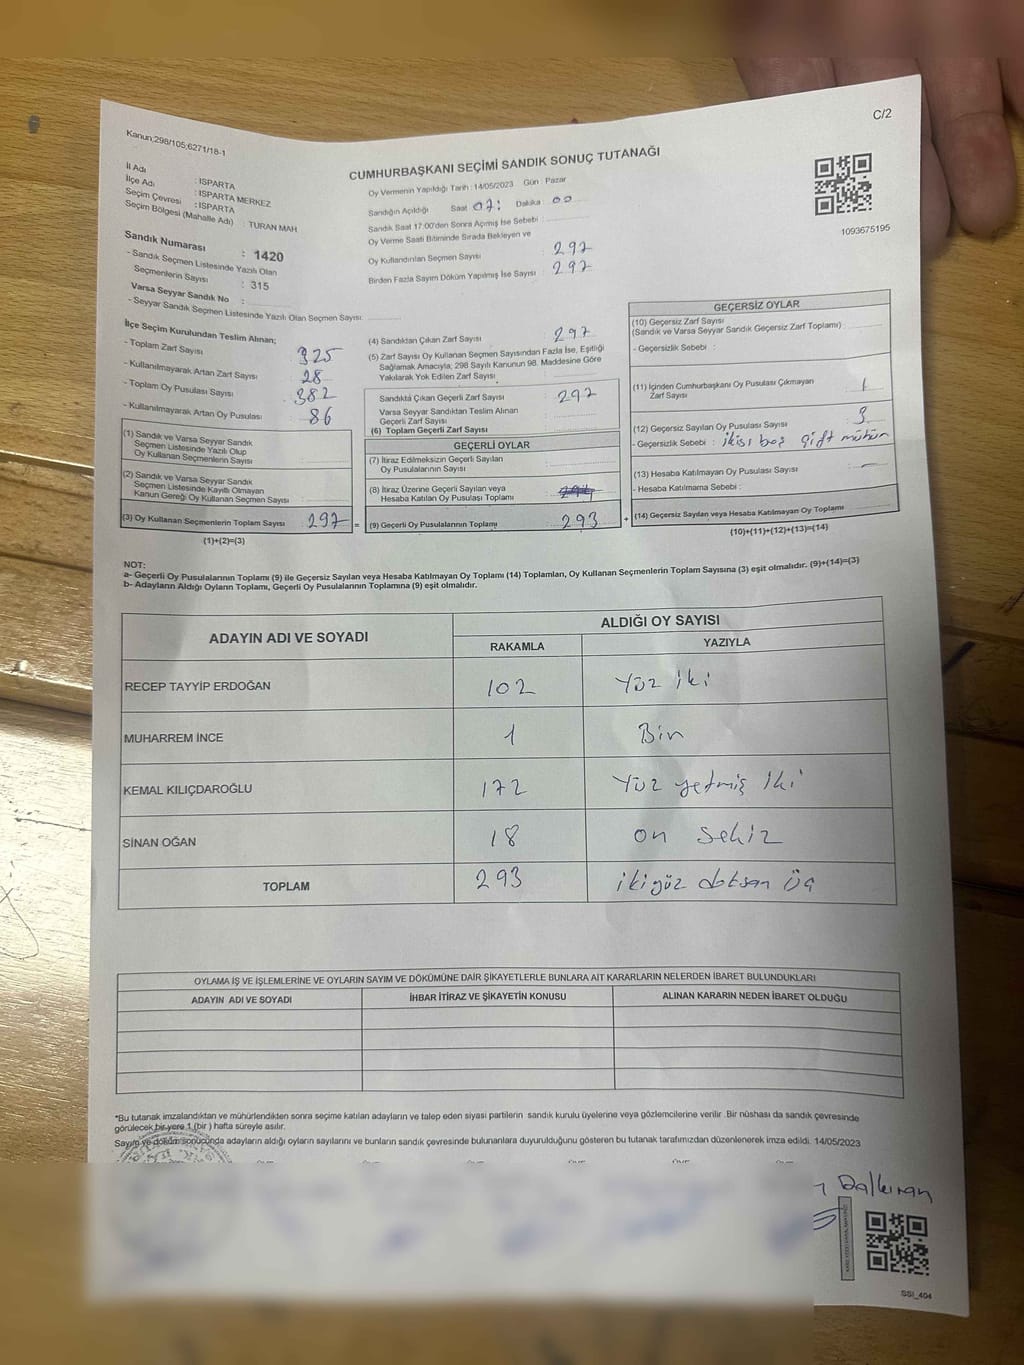 C/2
Kanun;298/105;6271/18-1
CUMHURBAŞKANI SEÇİMİ SANDIK SONUÇ TUTANAĞI
İl Adı : ISPARTA
İlçe Adı : ISPARTA MERKEZ
Seçim Çevresi : ISPARTA
Seçim Bölgesi (Mahalle Adı) : TURAN MAH
Oy Vermenin Yapıldığı Tarih : 14/05/2023 Gün : Pazar
Sandığın Açıldığı Saat : Dakika : 00
Sandık Saat 17:00'den Sonra Açımış İse Sebebi :
Oy Verme Saati Bitiminde Sırada Bekleyen ve
Oy Kullandırılan Seçmen Sayısı : 297
Birden Fazla Sayım Döküm Yapılmış İse Sayısı : 297
1093675195
Sandık Numarası : 1420
- Sandık Seçmen Listesinde Yazılı Olan
Seçmenlerin Sayısı : 315
Varsa Seyyar Sandık No :
- Seyyar Sandık Seçmen Listesinde Yazılı Olan Seçmen Sayısı:
İlçe Seçim Kurulundan Teslim Alınan;
- Toplam Zarf Sayısı 325
- Kullanılmayarak Artan Zarf Sayısı 28
- Toplam Oy Pusulası Sayısı 382
- Kullanılmayarak Artan Oy Pusulası 86
(1) Sandık ve Varsa Seyyar Sandık
Seçmen Listesinde Yazılı Olup
Oy Kullanan Seçmenlerin Sayısı
(2) Sandık ve Varsa Seyyar Sandık
Seçmen Listesinde Kayıtlı Olmayan
Kanun Gereği Oy Kullanan Seçmen Sayısı
(3) Oy Kullanan Seçmenlerin Toplam Sayısı 297 =
(1)+(2)=(3)
(4) Sandıktan Çıkan Zarf Sayısı 297
(5) Zarf Sayısı Oy Kullanan Seçmen Sayısından Fazla İse, Eşitliği
Sağlamak Amacıyla; 298 Sayılı Kanunun 98. Maddesine Göre
Yakılarak Yok Edilen Zarf Sayısı
Sandıkta Çıkan Geçerli Zarf Sayısı 297
Varsa Seyyar Sandıktan Teslim Alınan
Geçerli Zarf Sayısı
(6) Toplam Geçerli Zarf Sayısı
GEÇERLİ OYLAR
(7) İtiraz Edilmeksizin Geçerli Sayılan
Oy Pusulalarının Sayısı
(8) İtiraz Üzerine Geçerli Sayılan veya
Hesaba Katılan Oy Pusulası Toplamı
(9) Geçerli Oy Pusulalarının Toplamı 293 +
GEÇERSİZ OYLAR
(10) Geçersiz Zarf Sayısı
(Sandık ve Varsa Seyyar Sandık Geçersiz Zarf Toplamı)
- Geçersizlik Sebebi :
(11) İçinden Cumhurbaşkanı Oy Pusulası Çıkmayan
Zarf Sayısı 1
(12) Geçersiz Sayılan Oy Pusulası Sayısı 3
- Geçersizlik Sebebi : ikisi boş çift mühür
(13) Hesaba Katılmayan Oy Pusulası Sayısı
- Hesaba Katılmama Sebebi :
(14) Geçersiz Sayılan veya Hesaba Katılmayan Oy Toplamı
(10)+(11)+(12)+(13)=(14)
NOT:
a- Geçerli Oy Pusulalarının Toplamı (9) ile Geçersiz Sayılan veya Hesaba Katılmayan Oy Toplamı (14) Toplamları, Oy Kullanan Seçmenlerin Toplam Sayısına (3) eşit olmalıdır. (9)+(14)=(3)
b- Adayların Aldığı Oyların Toplamı, Geçerli Oy Pusulalarının Toplamına (9) eşit olmalıdır.
ADAYIN ADI VE SOYADI ALDIĞI OY SAYISI
RAKAMLA YAZIYLA
RECEP TAYYİP ERDOĞAN 102 Yüz iki
MUHARREM İNCE 1 Bir
KEMAL KILIÇDAROĞLU 172 Yüz yetmiş iki
SİNAN OĞAN 18 on sekiz
TOPLAM 293 ikiyüz doksan üç
OYLAMA İŞ VE İŞLEMLERİNE VE OYLARIN SAYIM VE DÖKÜMÜNE DAİR ŞİKAYETLERLE BUNLARA AİT KARARLARIN NELERDEN İBARET BULUNDUKLARI
ADAYIN ADI VE SOYADI İHBAR İTİRAZ VE ŞİKAYETİN KONUSU ALINAN KARARIN NEDEN İBARET OLDUĞU
*Bu tutanak imzalandıktan ve mühürlendikten sonra seçime katılan adayların ve talep eden siyasi partilerin sandık kurulu üyelerine veya gözlemcilerine verilir .Bir nüshası da sandık çevresinde
görülecek bir yere 1 (bir ) hafta süreyle asılır.
Sayım ve döküm sonucunda adayların aldığı oyların sayılarını ve bunların sandık çevresinde bulunanlara duyurulduğunu gösteren bu tutanak tarafımızdan düzenlenerek imza edildi. 14/05/2023
Dalkıran
SSI_404